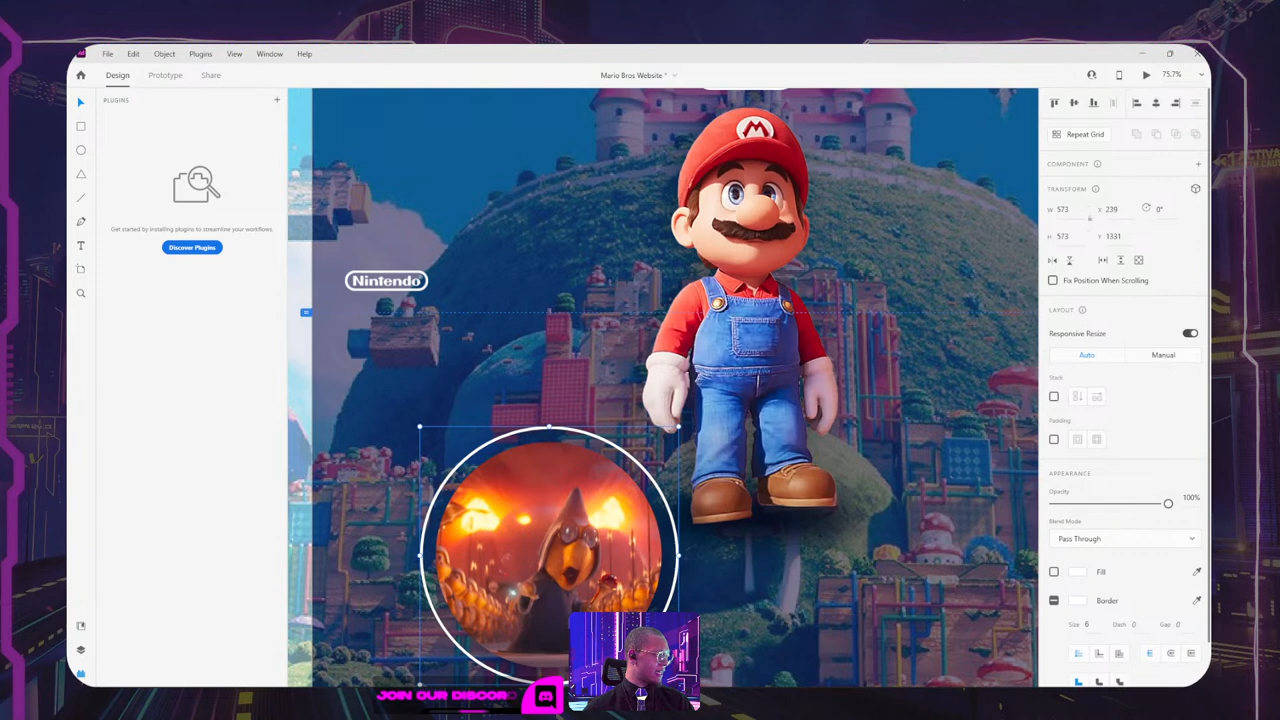 File Edit Object Plugins View Window Help
Design Prototype Share
Mario Bros Website *
75.7%
PLUGINS
Get started by installing plugins to streamline your workflows.
Discover Plugins
M
Nintendo
Repeat Grid
COMPONENT
TRANSFORM
W 573 X 239 0°
H 573 Y 1331
Fix Position When Scrolling
LAYOUT
Responsive Resize
Auto Manual
Stack
Padding
APPEARANCE
Opacity
100%
Blend Mode
Pass Through
Fill
Border
Size 6 Dash 0 Gap 0
JOIN OUR DISCORD